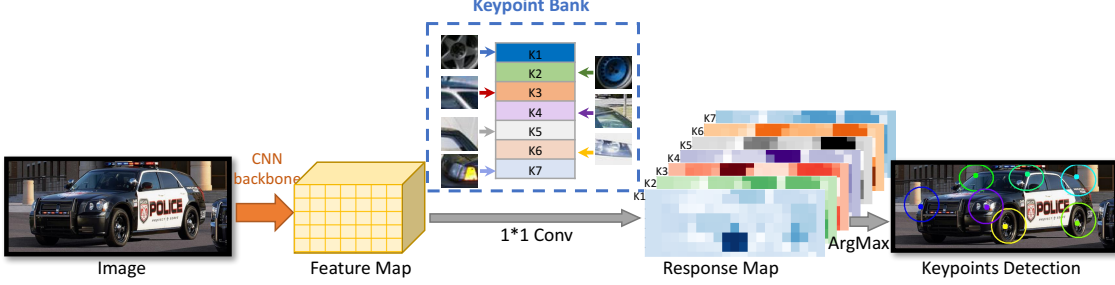 Keypoint Bank
K1
K2
K3
K4
K5
K6
K7
CNN
backbone
POLICE
Image
Feature Map
1*1 Conv
K7
K6
K5
K4
K3
K2
K1
Response Map
ArgMax
POLICE
Keypoints Detection